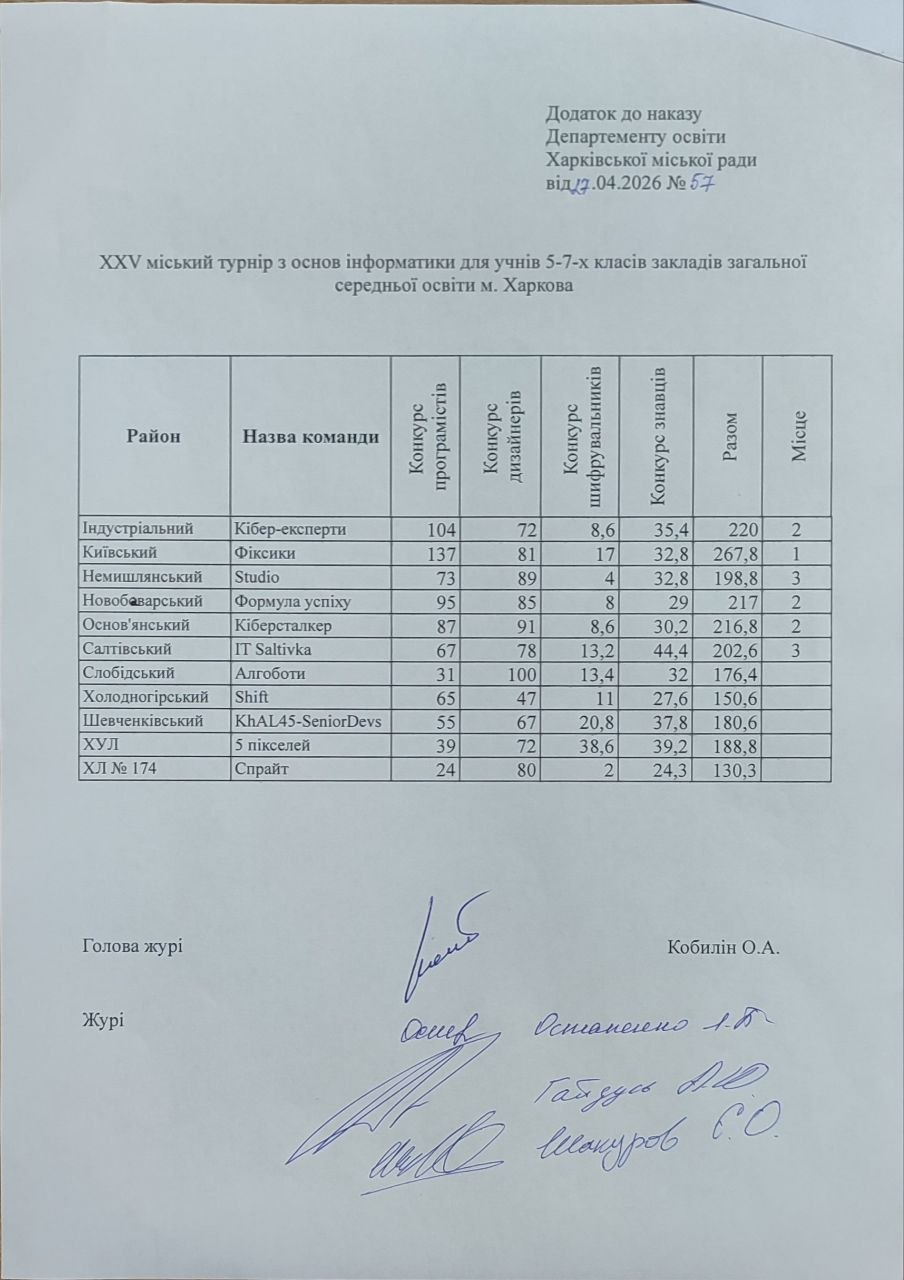 Додаток до наказу
Департементу освіти
Харківської міської ради
від 27.04.2026 № 57
XXV міський турнір з основ інформатики для учнів 5-7-х класів закладів загальної
середньої освіти м. Харкова
Район Назва команди Конкурс програмістів Конкурс дизайнерів Конкурс шифрувальників Конкурс знавців Разом Місце
Індустріальний Кібер-експерти 104 72 8,6 35,4 220 2
Київський Фіксики 137 81 17 32,8 267,8 1
Немишлянський Studio 73 89 4 32,8 198,8 3
Новобаварський Формула успіху 95 85 8 29 217 2
Основ'янський Кіберсталкер 87 91 8,6 30,2 216,8 2
Салтівський IT Saltivka 67 78 13,2 44,4 202,6 3
Слобідський Алгоботи 31 100 13,4 32 176,4
Холодногірський Shift 65 47 11 27,6 150,6
Шевченківський KhAL45-SeniorDevs 55 67 20,8 37,8 180,6
ХУЛ 5 пікселей 39 72 38,6 39,2 188,8
ХЛ № 174 Спрайт 24 80 2 24,3 130,3
Голова журі Кобилін О.А.
Журі
Остапенко
Гайдусь
Шакуров Є.О.